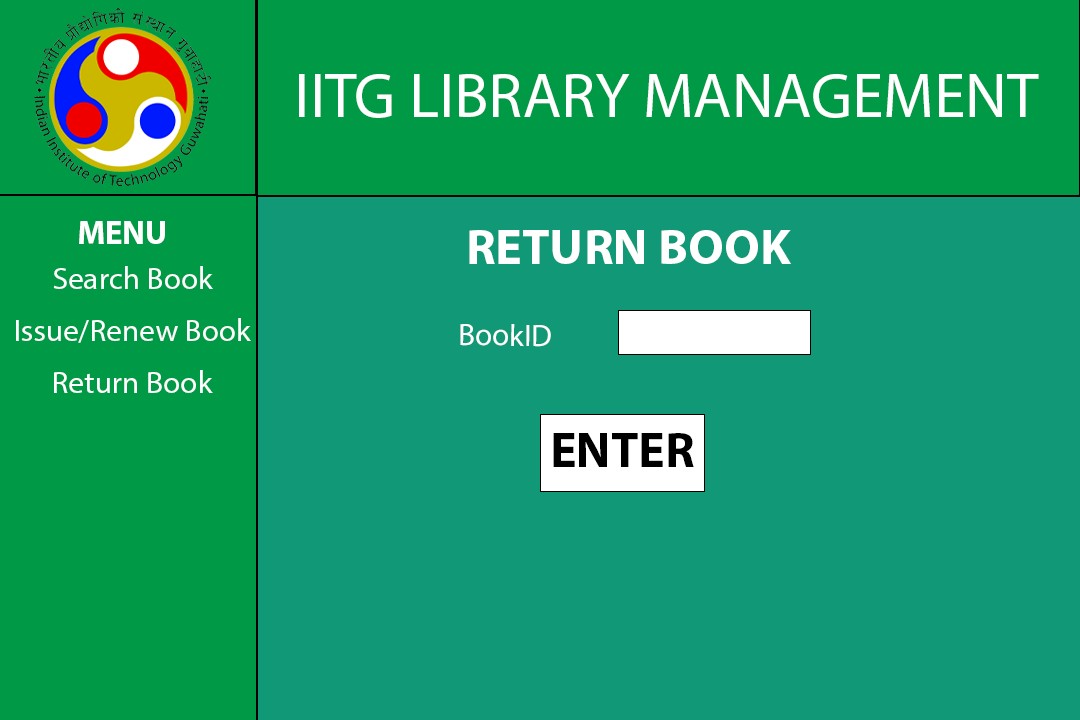 भारतीय प्रौद्योगिकी संस्थान गुवाहाटी
Indian Institute of Technology Guwahati
IITG LIBRARY MANAGEMENT
MENU
Search Book
Issue/Renew Book
Return Book
RETURN BOOK
BookID
ENTER